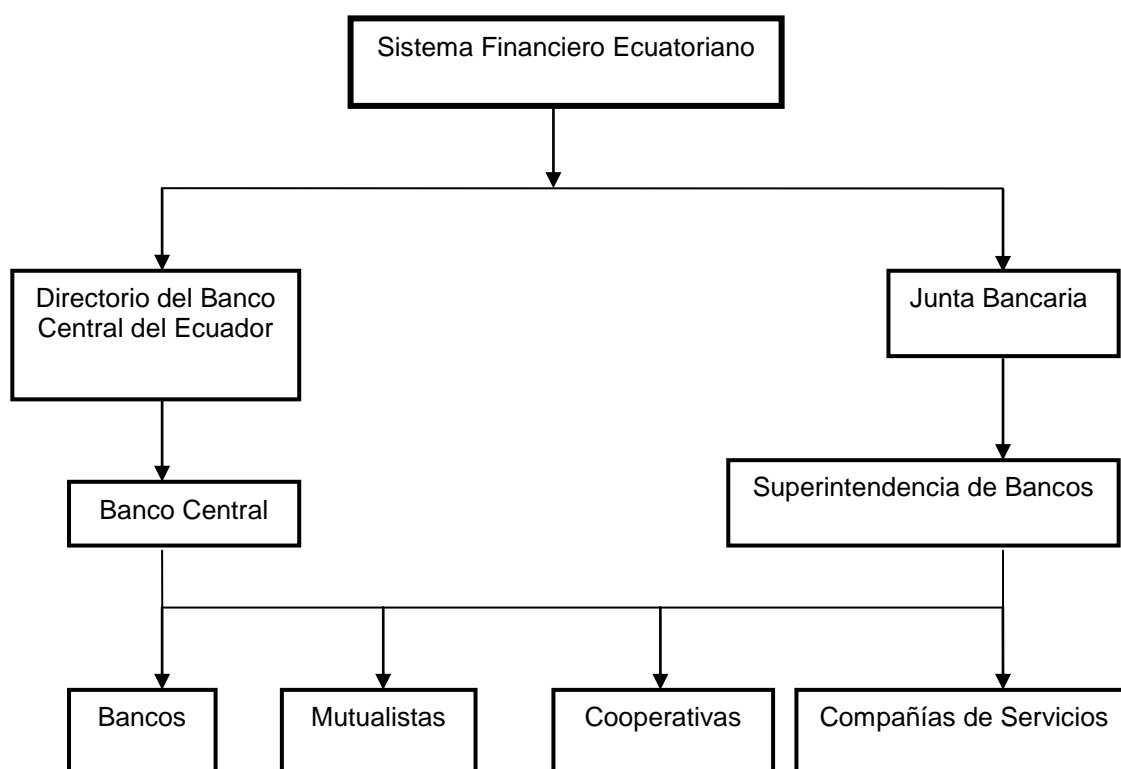 Sistema Financiero Ecuatoriano
Directorio del Banco
Central del Ecuador
Junta Bancaria
Banco Central
Superintendencia de Bancos
Bancos
Mutualistas
Cooperativas
Compañías de Servicios